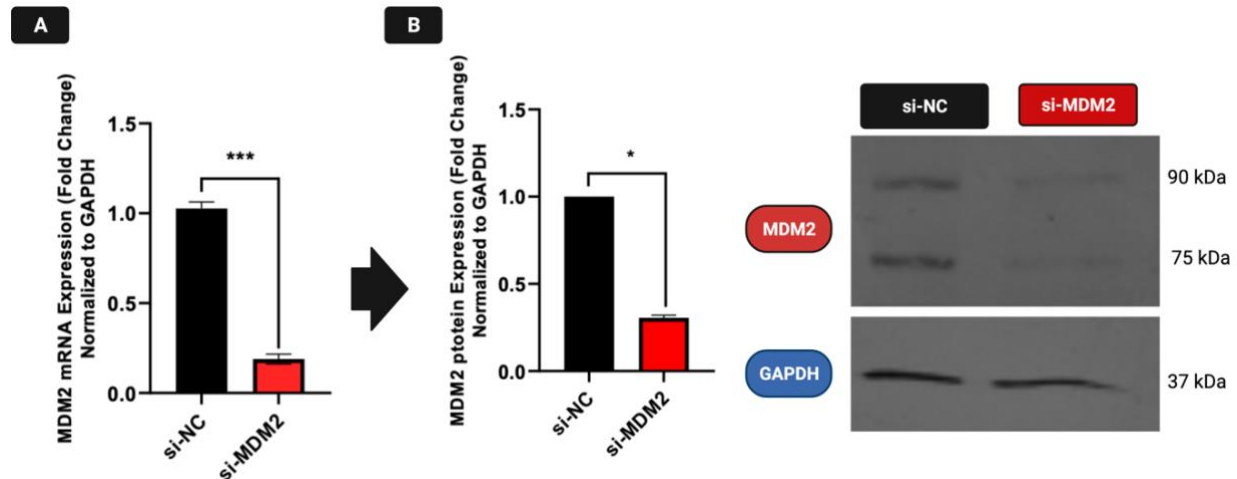 A
MDM2 mRNA Expression (Fold Change)
Normalized to GAPDH
1.5
1.0
0.5
0.0
***
si-NC
si-MDM2
B
MDM2 ptotein Expression (Fold Change)
Normalized to GAPDH
1.5
1.0
0.5
0.0
*
si-NC
si-MDM2
si-NC
si-MDM2
MDM2
90 kDa
75 kDa
GAPDH
37 kDa